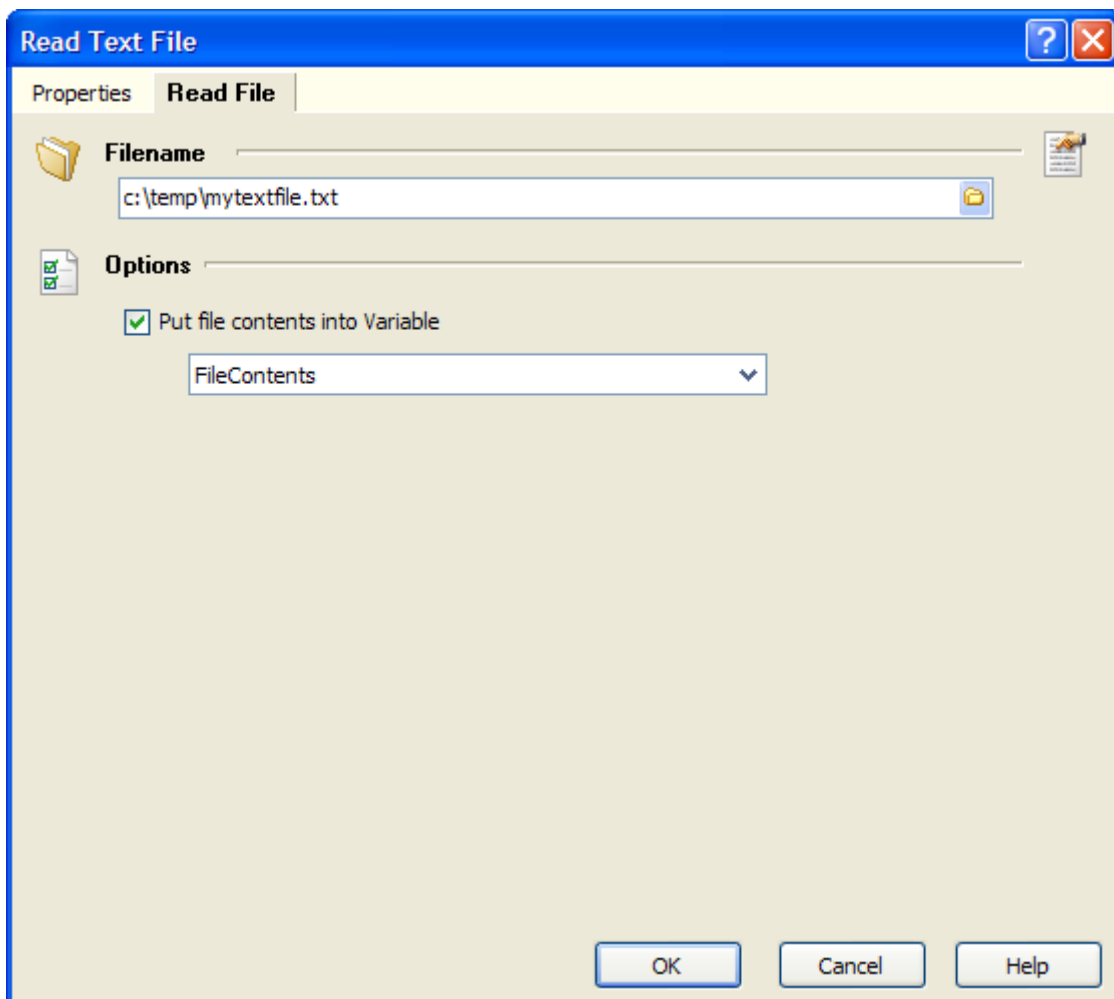 Read Text File
Properties Read File
Filename
c:\temp\mytextfile.txt
Options
Put file contents into Variable
FileContents
OK Cancel Help